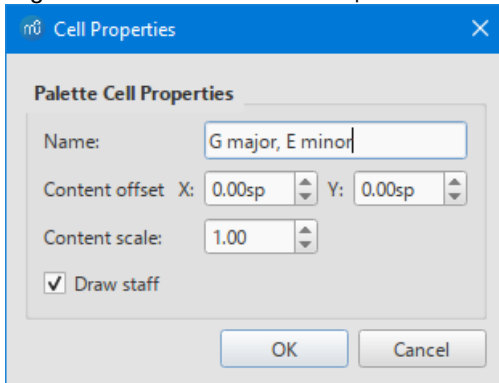 Cell Properties
Palette Cell Properties
Name: G major, E minor
Content offset X: 0.00sp Y: 0.00sp
Content scale: 1.00
Draw staff
OK Cancel